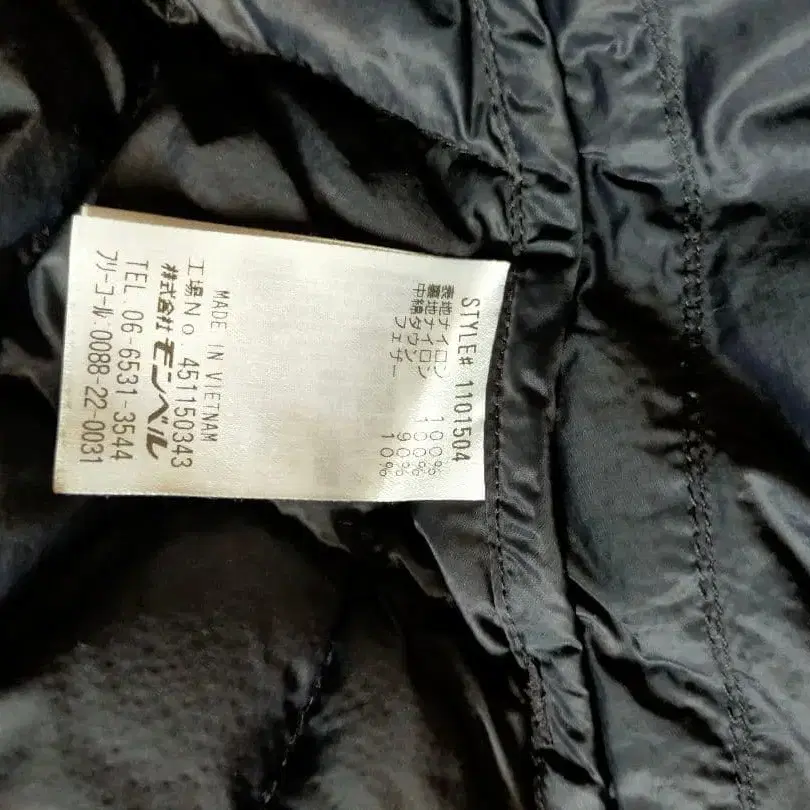 STYLE# 1101504
表地ナイロン 100%
裏地ナイロン 100%
中綿ダウン 90%
フェザー 10%
MADE IN VIETNAM
工場No. 451150343
株式会社 モンベル
TEL. 06-6531-3544
フリーコール. 0088-22-0031